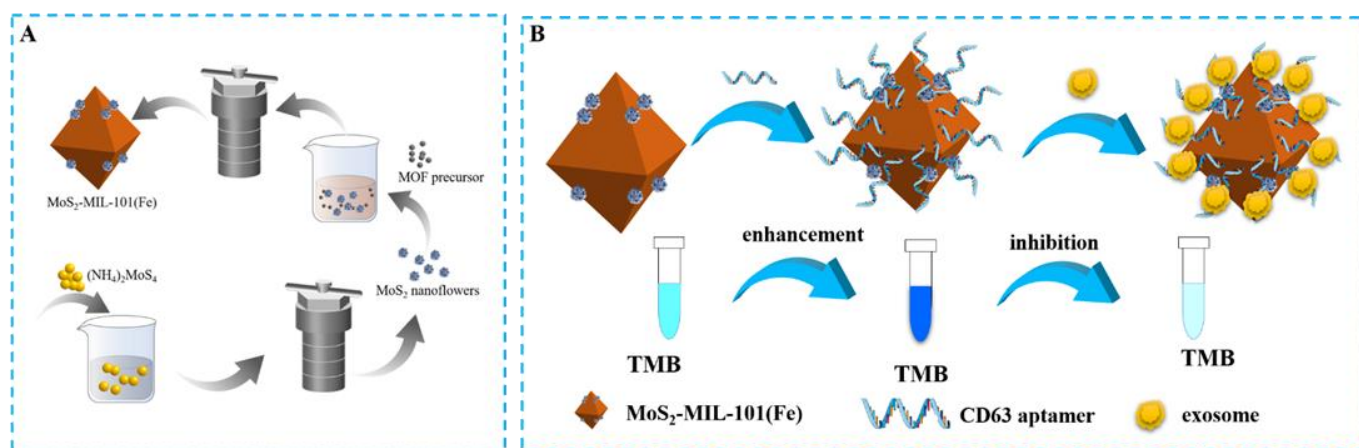 A
MOF precursor
MoS₂-MIL-101(Fe)
(NH₄)₂MoS₄
MoS₂ nanoflowers
B
enhancement
inhibition
TMB
TMB
TMB
MoS₂-MIL-101(Fe)
CD63 aptamer
exosome